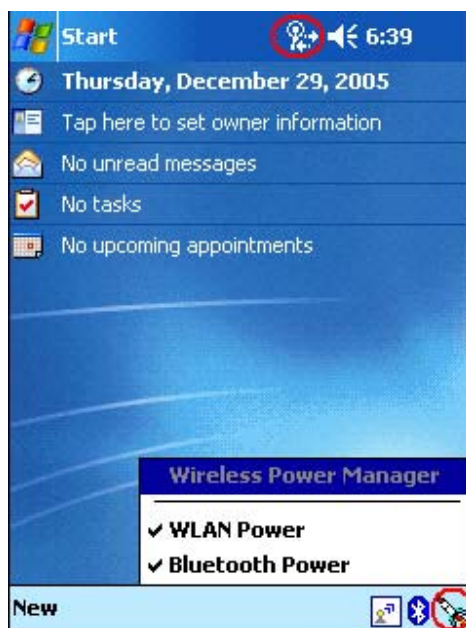 Start 6:39
Thursday, December 29, 2005
Tap here to set owner information
No unread messages
No tasks
No upcoming appointments
Wireless Power Manager
✓ WLAN Power
✓ Bluetooth Power
New